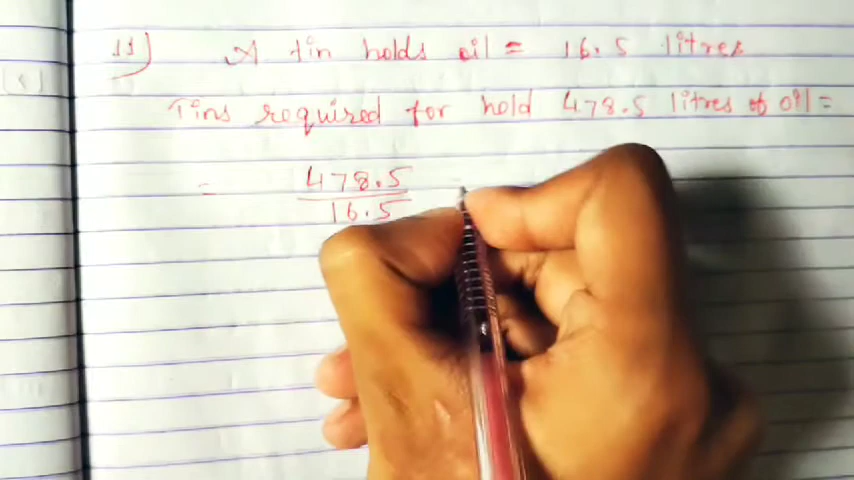 11) A tin holds oil = 16.5 litres
Tins required for hold 478.5 litres of oil =
= 478.5
16.5